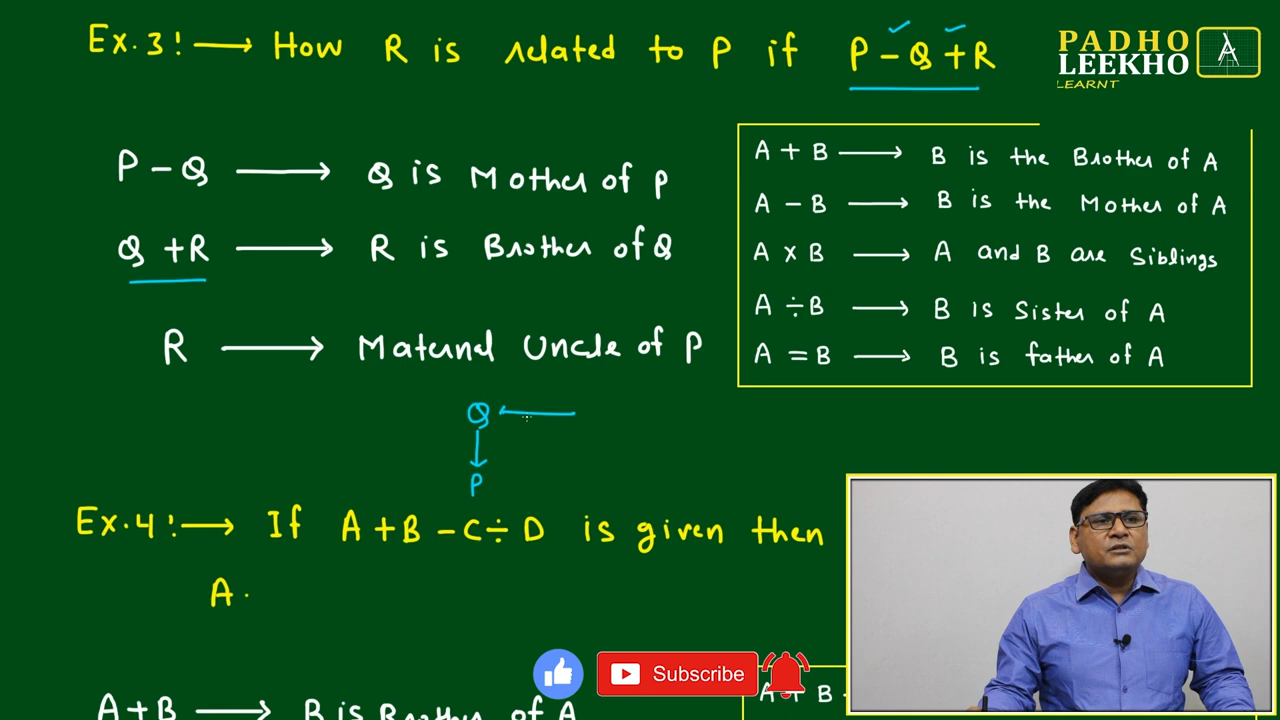 Ex.3!→ How R is related to P if P − Q + R
PADHO
LEEKHO
LEARNT
P − Q → Q is Mother of P
Q + R → R is Brother of Q
R → Maternal Uncle of P
A + B → B is the Brother of A
A − B → B is the Mother of A
A × B → A and B are Siblings
A ÷ B → B is Sister of A
A = B → B is father of A
Q ←
P
Ex.4!→ If A + B − C ÷ D is given then
A.
Subscribe
A+B → B is Brother of A
A + B